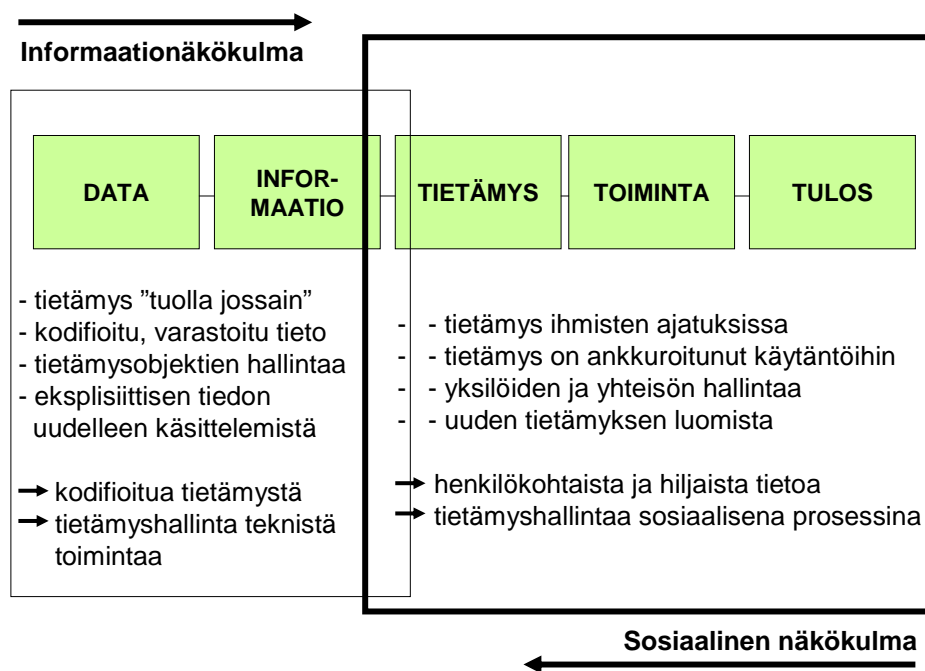 Informaationäkökulma
DATA
INFOR-
MAATIO
TIETÄMYS
TOIMINTA
TULOS
- tietämys ”tuolla jossain”
- kodifioitu, varastoitu tieto
- tietämysobjektien hallintaa
- eksplisiittisen tiedon
uudelleen käsittelemistä
kodifioitua tietämystä
tietämyshallinta teknistä
toimintaa
- - tietämys ihmisten ajatuksissa
- - tietämys on ankkuroitunut käytäntöihin
- - yksilöiden ja yhteisön hallintaa
- - uuden tietämyksen luomista
henkilökohtaista ja hiljaista tietoa
tietämyshallintaa sosiaalisena prosessina
Sosiaalinen näkökulma